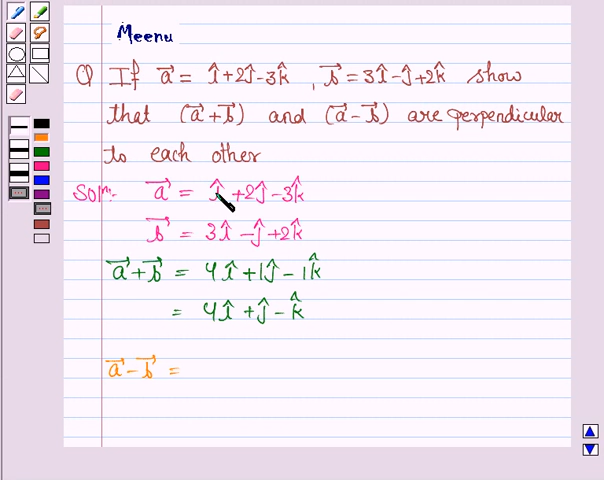 Meenu
Q If a⃗ = î+2ĵ-3k̂ , b⃗ = 3î-ĵ+2k̂ show
that (a⃗+b⃗) and (a⃗-b⃗) are perpendicular
to each other
Soln:- a⃗ = î+2ĵ-3k̂
b⃗ = 3î-ĵ+2k̂
a⃗+b⃗ = 4î+1ĵ-1k̂
= 4î+ĵ-k̂
a⃗-b⃗ =